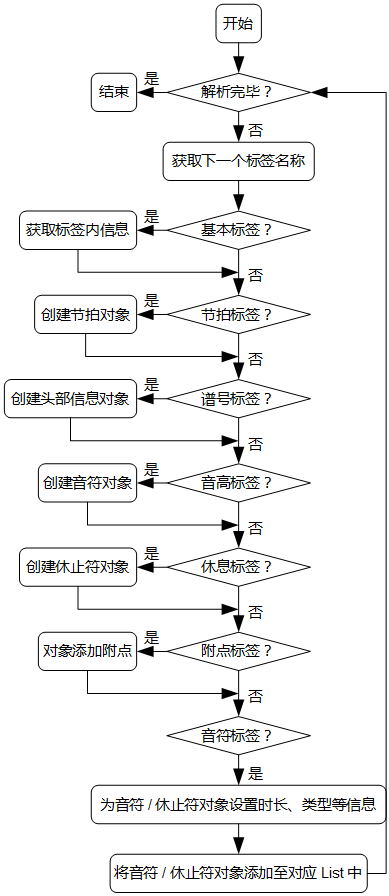 开始
是
结束
解析完毕？
否
获取下一个标签名称
是
获取标签内信息
基本标签？
否
是
创建节拍对象
节拍标签？
否
是
创建头部信息对象
谱号标签？
否
是
创建音符对象
音高标签？
否
是
创建休止符对象
休息标签？
否
是
对象添加附点
附点标签？
否
音符标签？
是
为音符 / 休止符对象设置时长、类型等信息
将音符 / 休止符对象添加至对应 List 中